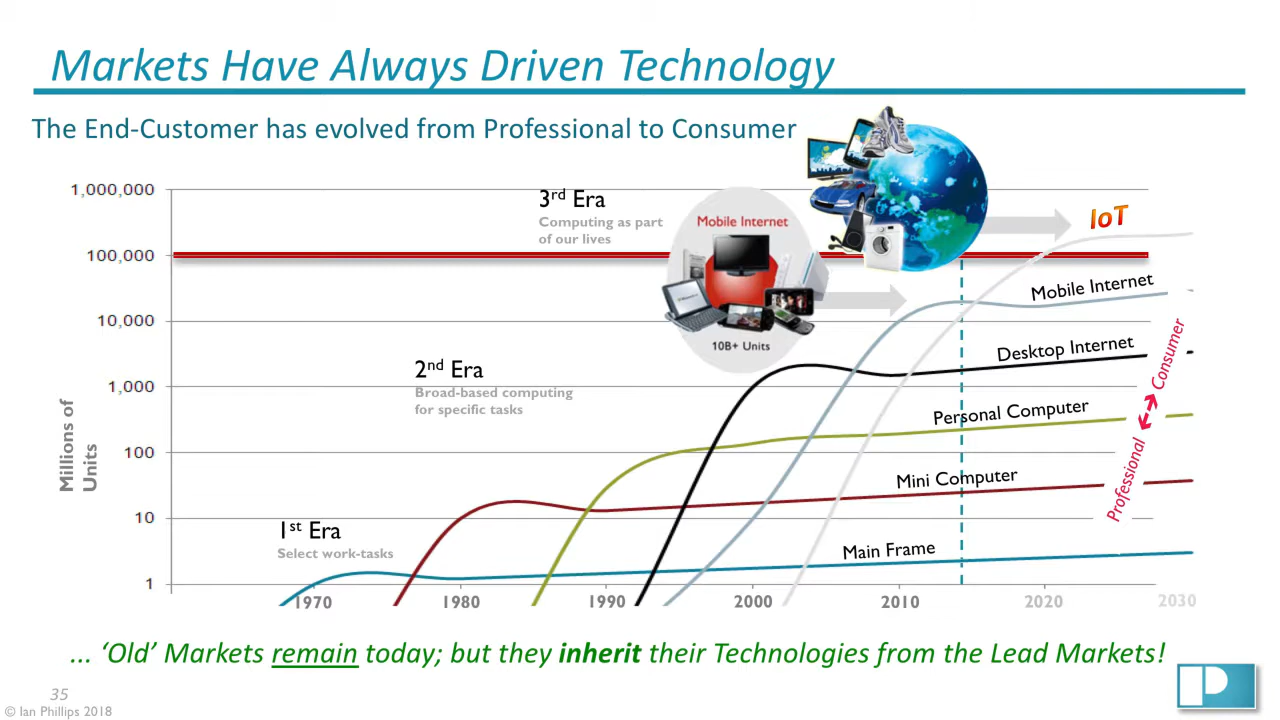 Markets Have Always Driven Technology
The End-Customer has evolved from Professional to Consumer
1,000,000
100,000
10,000
1,000
100
10
1
Millions of
Units
3rd Era
Computing as part
of our lives
Mobile Internet
10B+ Units
IoT
2nd Era
Broad-based computing
for specific tasks
1st Era
Select work-tasks
Mobile Internet
Desktop Internet
Personal Computer
Mini Computer
Main Frame
Professional
Consumer
1970
1980
1990
2000
2010
2020
2030
... ‘Old’ Markets remain today; but they inherit their Technologies from the Lead Markets!
35
© Ian Phillips 2018